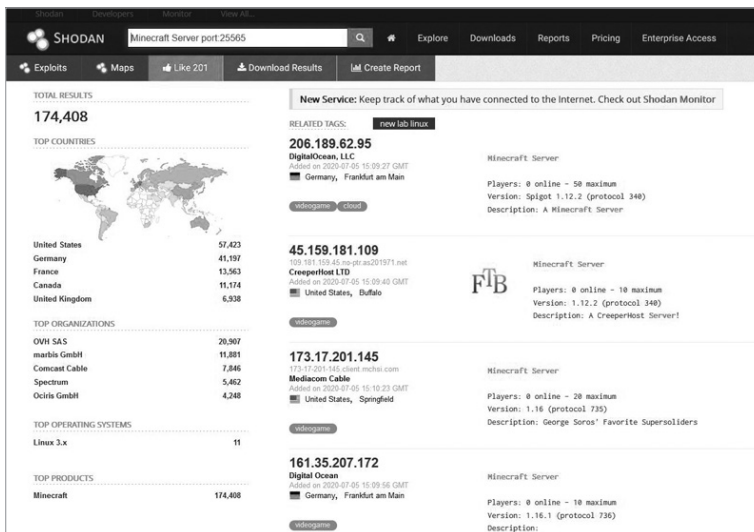 Shodan Developers Monitor View All...
SHODAN Minecraft Server port:25565 Explore Downloads Reports Pricing Enterprise Access
Exploits Maps Like 201 Download Results Create Report
TOTAL RESULTS
174,408
TOP COUNTRIES
United States 57,423
Germany 41,197
France 13,563
Canada 11,174
United Kingdom 6,938
TOP ORGANIZATIONS
OVH SAS 20,907
marbis GmbH 11,881
Comcast Cable 7,846
Spectrum 5,462
Ociris GmbH 4,248
TOP OPERATING SYSTEMS
Linux 3.x 11
TOP PRODUCTS
Minecraft 174,408
New Service: Keep track of what you have connected to the Internet. Check out Shodan Monitor
RELATED TAGS: new lab linux
206.189.62.95
DigitalOcean, LLC
Added on 2020-07-05 15:09:27 GMT
Germany, Frankfurt am Main
videogame cloud
Minecraft Server
Players: 0 online - 50 maximum
Version: Spigot 1.12.2 (protocol 340)
Description: A Minecraft Server
45.159.181.109
109.181.159.45.ns-ptr.as201971.net
CreeperHost LTD
Added on 2020-07-05 15:09:40 GMT
United States, Buffalo
videogame
FTB
Minecraft Server
Players: 0 online - 10 maximum
Version: 1.12.2 (protocol 340)
Description: A CreeperHost Server!
173.17.201.145
173-17-201-145.client.mchsi.com
Mediacom Cable
Added on 2020-07-05 15:10:23 GMT
United States, Springfield
videogame
Minecraft Server
Players: 0 online - 20 maximum
Version: 1.16 (protocol 735)
Description: George Soros' Favorite Supersoliders
161.35.207.172
Digital Ocean
Added on 2020-07-05 15:09:56 GMT
Germany, Frankfurt am Main
videogame
Minecraft Server
Players: 0 online - 10 maximum
Version: 1.16.1 (protocol 736)
Description: